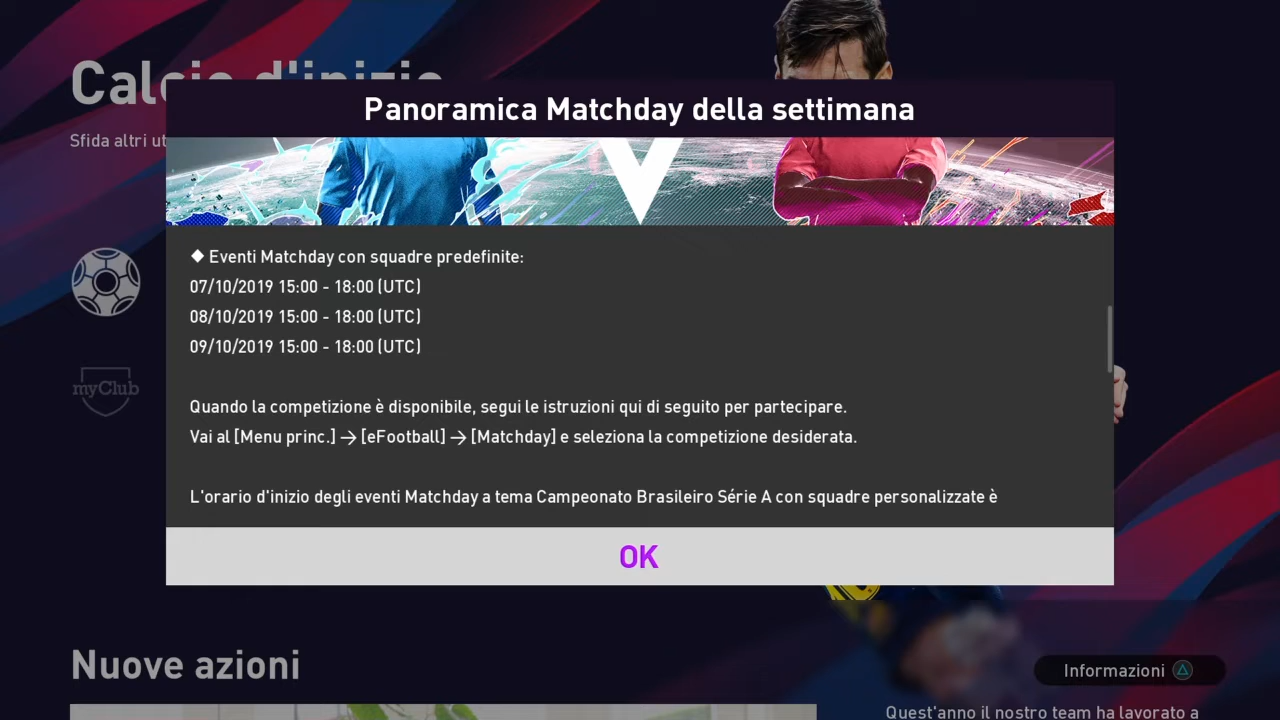 Calcio d'inizio
Sfida altri ut
Panoramica Matchday della settimana
◆ Eventi Matchday con squadre predefinite:
07/10/2019 15:00 - 18:00 (UTC)
08/10/2019 15:00 - 18:00 (UTC)
09/10/2019 15:00 - 18:00 (UTC)
Quando la competizione è disponibile, segui le istruzioni qui di seguito per partecipare.
Vai al [Menu princ.] → [eFootball] → [Matchday] e seleziona la competizione desiderata.
L'orario d'inizio degli eventi Matchday a tema Campeonato Brasileiro Série A con squadre personalizzate è
OK
myClub
Nuove azioni
Informazioni
Quest'anno il nostro team ha lavorato a